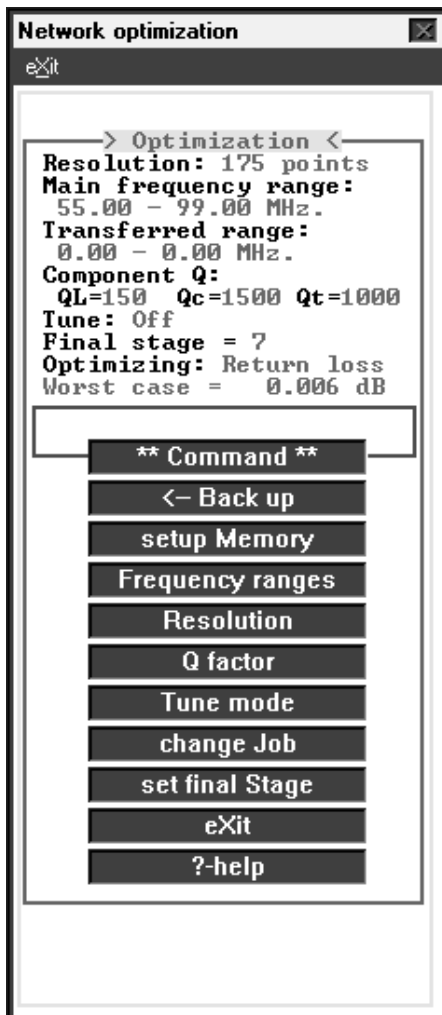 Network optimization
eXit
> Optimization <
Resolution: 175 points
Main frequency range:
55.00 - 99.00 MHz.
Transferred range:
0.00 - 0.00 MHz.
Component Q:
QL=150 Qc=1500 Qt=1000
Tune: Off
Final stage = 7
Optimizing: Return loss
Worst case = 0.006 dB
** Command **
<– Back up
setup Memory
Frequency ranges
Resolution
Q factor
Tune mode
change Job
set final Stage
eXit
?-help